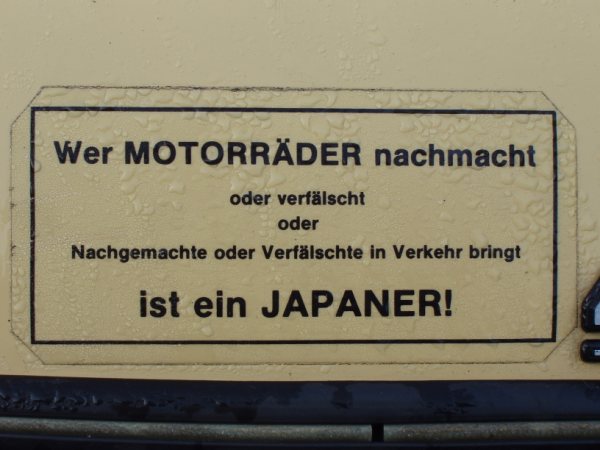 Wer MOTORRÄDER nachmacht
oder verfälscht
oder
Nachgemachte oder Verfälschte in Verkehr bringt
ist ein JAPANER!